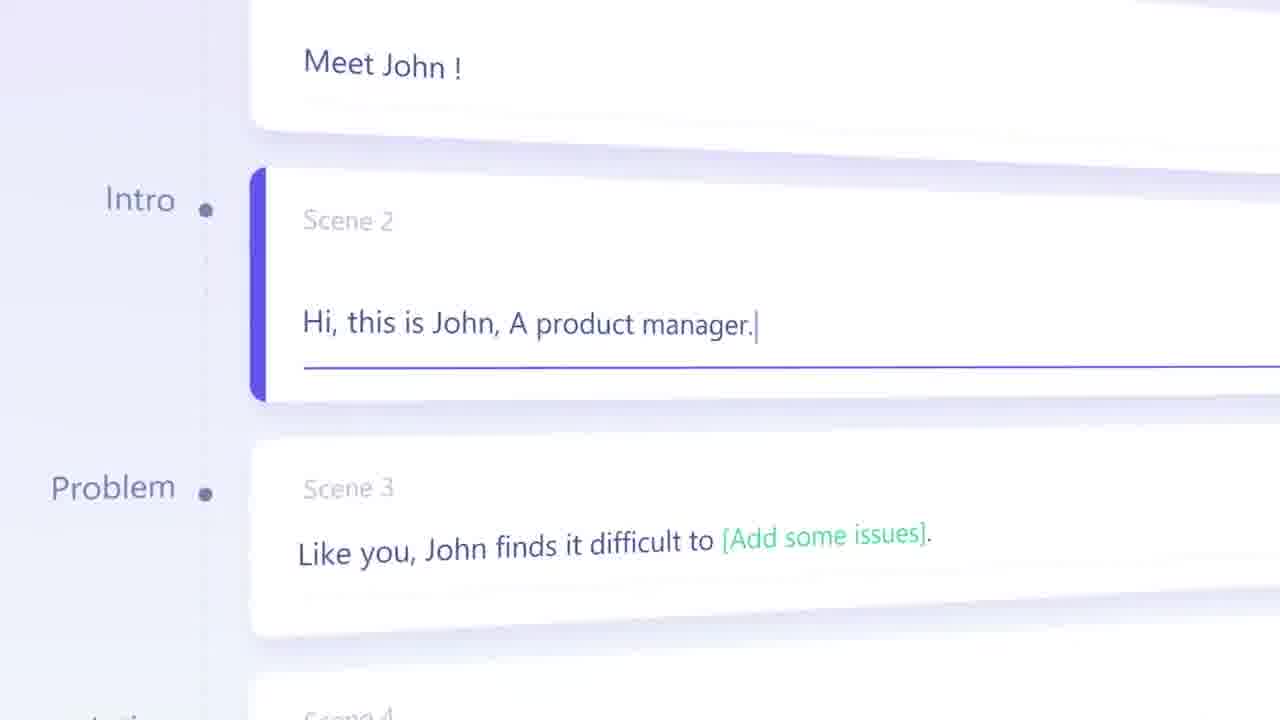 Meet John !
Intro
Scene 2
Hi, this is John, A product manager.
Problem
Scene 3
Like you, John finds it difficult to [Add some issues].
Scene 4